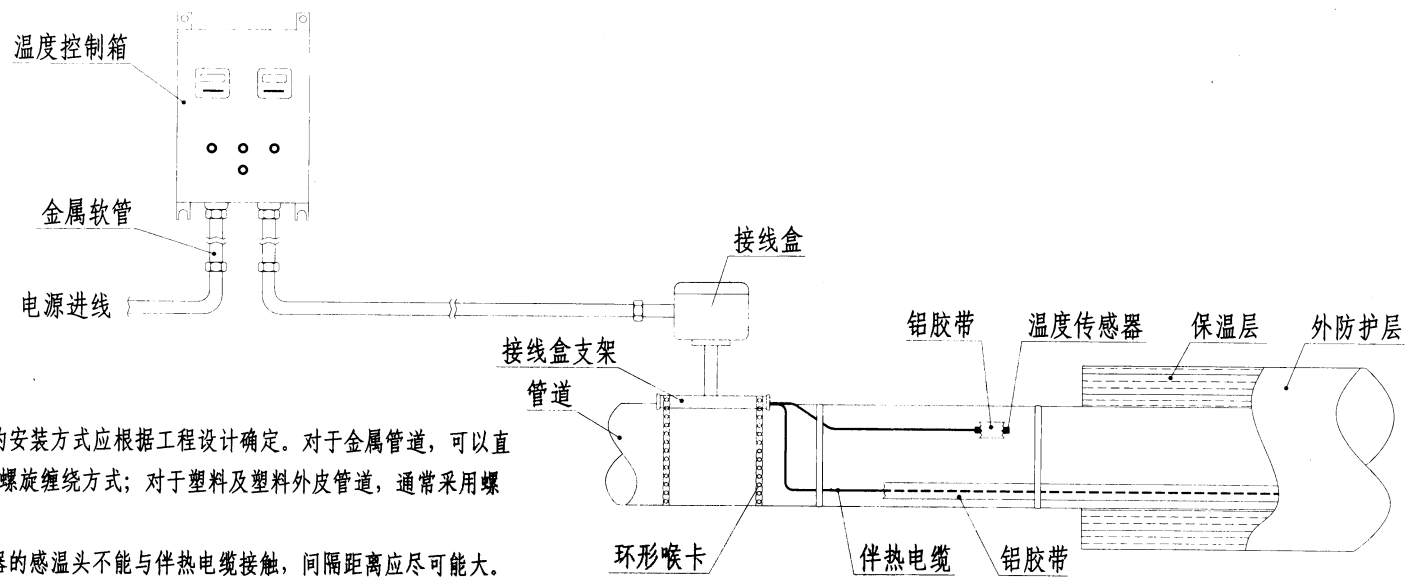 温度控制箱
金属软管
电源进线
接线盒
接线盒支架
管道
铝胶带
温度传感器
保温层
外防护层
的安装方式应根据工程设计确定。对于金属管道，可以直
螺旋缠绕方式；对于塑料及塑料外皮管道，通常采用螺
器的感温头不能与伴热电缆接触，间隔距离应尽可能大。
环形喉卡
伴热电缆
铝胶带